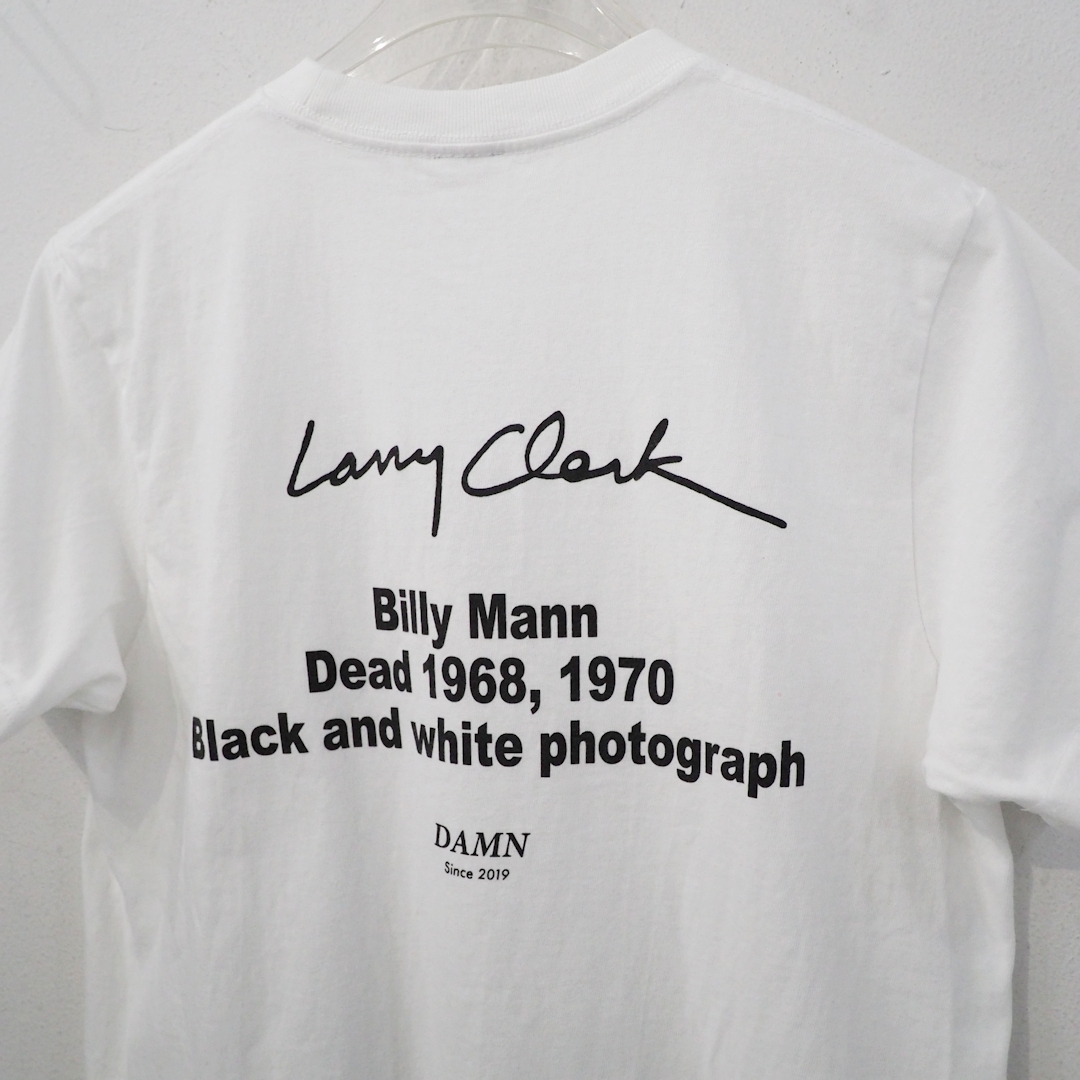 Larry Clark
Billy Mann
Dead 1968, 1970
Black and white photograph
DAMN
Since 2019